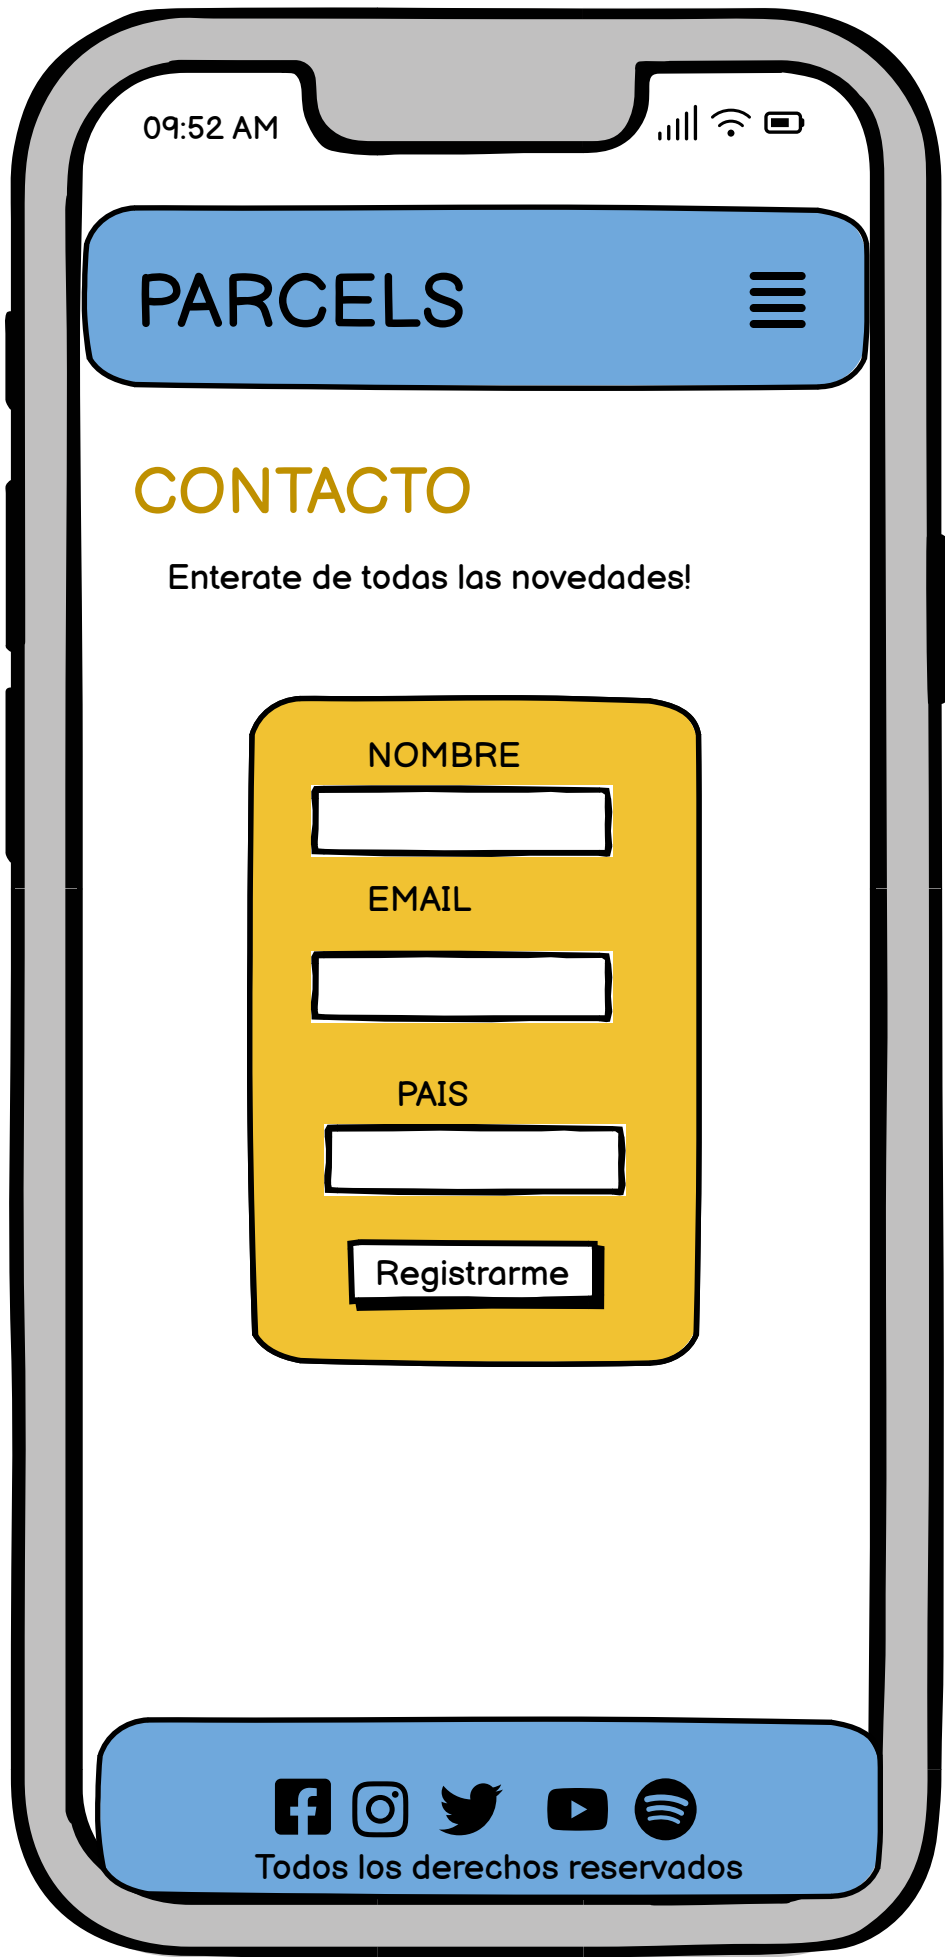 09:52 AM
PARCELS
CONTACTO
Enterate de todas las novedades!
NOMBRE
EMAIL
PAIS
Registrarme
Todos los derechos reservados